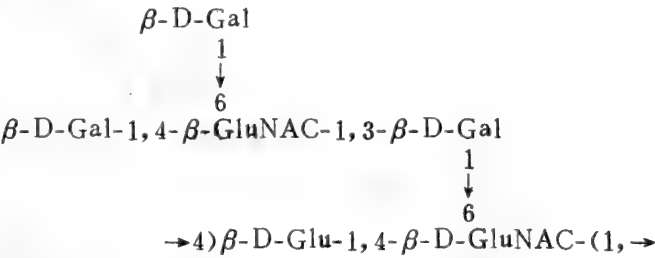 β-D-Gal
1
↓
6
β-D-Gal-1,4-β-GluNAC-1,3-β-D-Gal
1
↓
6
→4)β-D-Glu-1,4-β-D-GluNAC-(1,→